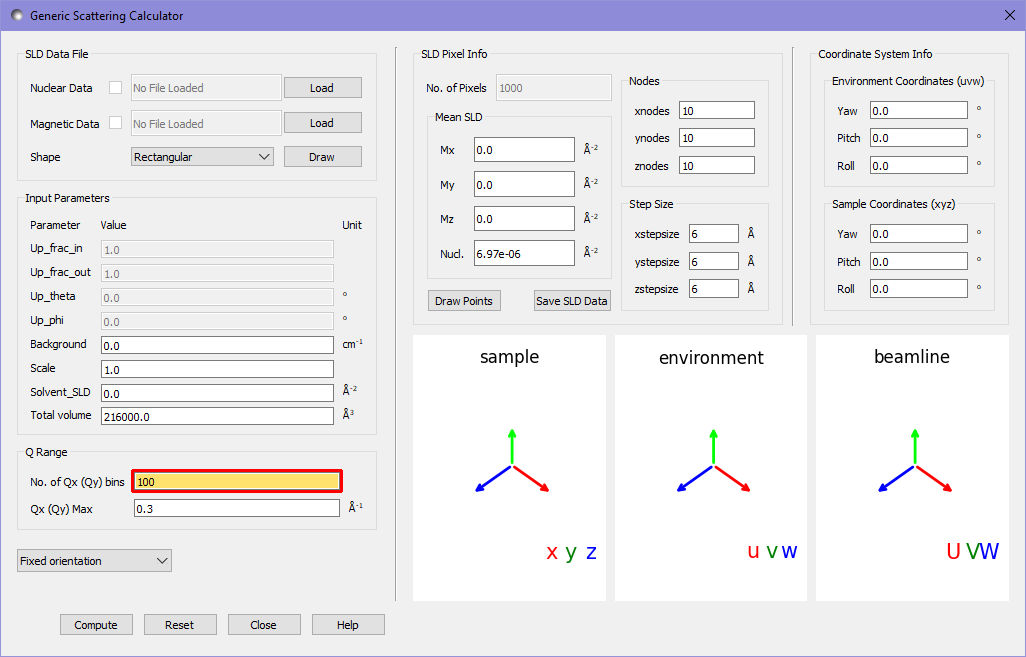 Generic Scattering Calculator
SLD Data File
Nuclear Data No File Loaded Load
Magnetic Data No File Loaded Load
Shape Rectangular Draw
Input Parameters
Parameter Value Unit
Up_frac_in 1.0
Up_frac_out 1.0
Up_theta 0.0 °
Up_phi 0.0 °
Background 0.0 cm⁻¹
Scale 1.0
Solvent_SLD 0.0 Å⁻²
Total volume 216000.0 Å³
Q Range
No. of Qx (Qy) bins 100
Qx (Qy) Max 0.3 Å⁻¹
Fixed orientation
Compute Reset Close Help
SLD Pixel Info
No. of Pixels 1000
Mean SLD
Mx 0.0 Å⁻²
My 0.0 Å⁻²
Mz 0.0 Å⁻²
Nucl. 6.97e-06 Å⁻²
Draw Points Save SLD Data
Nodes
xnodes 10
ynodes 10
znodes 10
Step Size
xstepsize 6 Å
ystepsize 6 Å
zstepsize 6 Å
Coordinate System Info
Environment Coordinates (uvw)
Yaw 0.0 °
Pitch 0.0 °
Roll 0.0 °
Sample Coordinates (xyz)
Yaw 0.0 °
Pitch 0.0 °
Roll 0.0 °
sample
x y z
environment
u v w
beamline
U V W